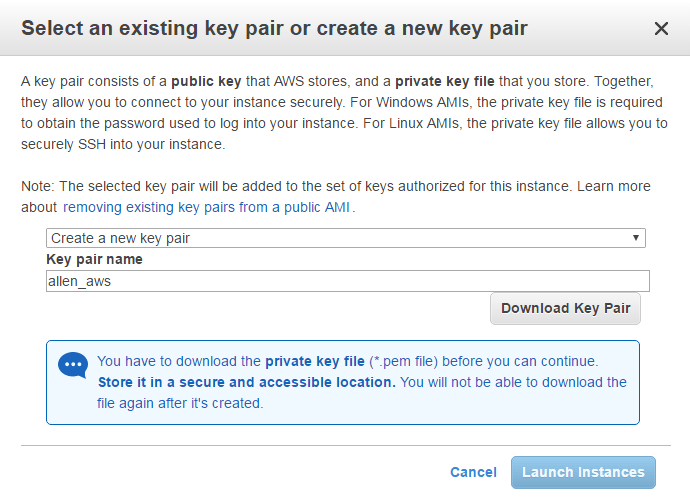 Select an existing key pair or create a new key pair
A key pair consists of a public key that AWS stores, and a private key file that you store. Together,
they allow you to connect to your instance securely. For Windows AMIs, the private key file is required
to obtain the password used to log into your instance. For Linux AMIs, the private key file allows you to
securely SSH into your instance.
Note: The selected key pair will be added to the set of keys authorized for this instance. Learn more
about removing existing key pairs from a public AMI.
Create a new key pair
Key pair name
allen_aws
Download Key Pair
You have to download the private key file (*.pem file) before you can continue.
Store it in a secure and accessible location. You will not be able to download the
file again after it's created.
Cancel Launch Instances